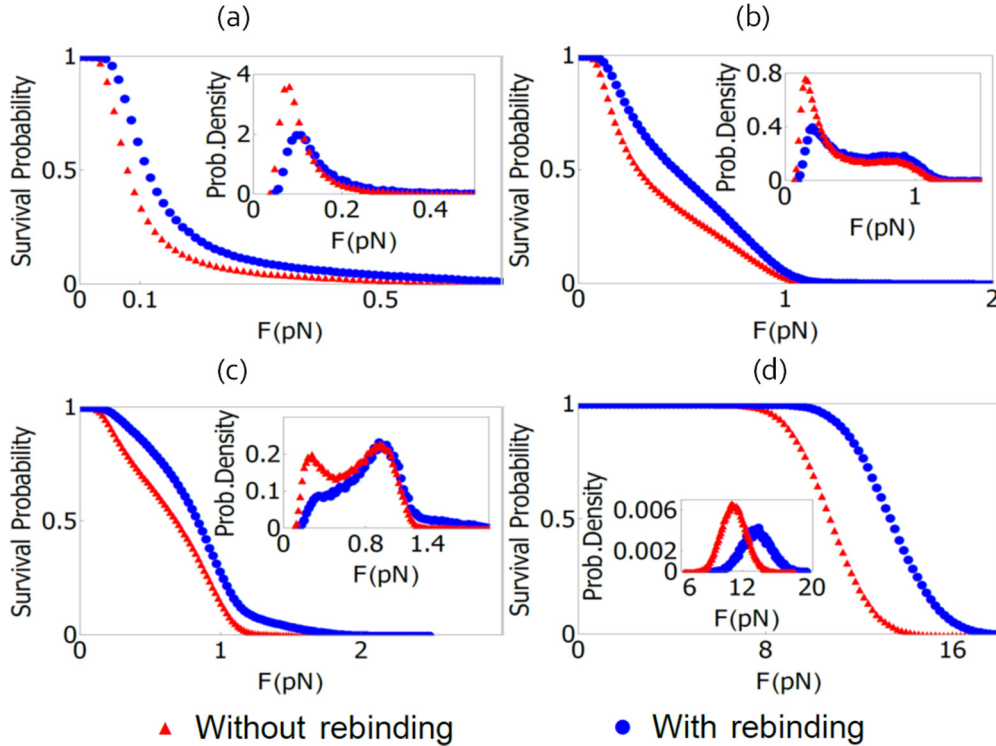 (a)
1
Survival Probability
0.5
0
0
0.1
0.5
F(pN)
Prob.Density
4
2
0
0
0.2
0.4
F(pN)
(b)
1
Survival Probability
0.5
0
0
1
2
F(pN)
Prob.Density
0.8
0.4
0
0
1
F(pN)
(c)
1
Survival Probability
0.5
0
0
1
2
F(pN)
Prob.Density
0.2
0.1
0
0
0.8
1.4
F(pN)
(d)
1
Survival Probability
0.5
0
0
8
16
F(pN)
Prob.Density
0.006
0.002
0
6
12
20
F(pN)
Without rebinding
With rebinding